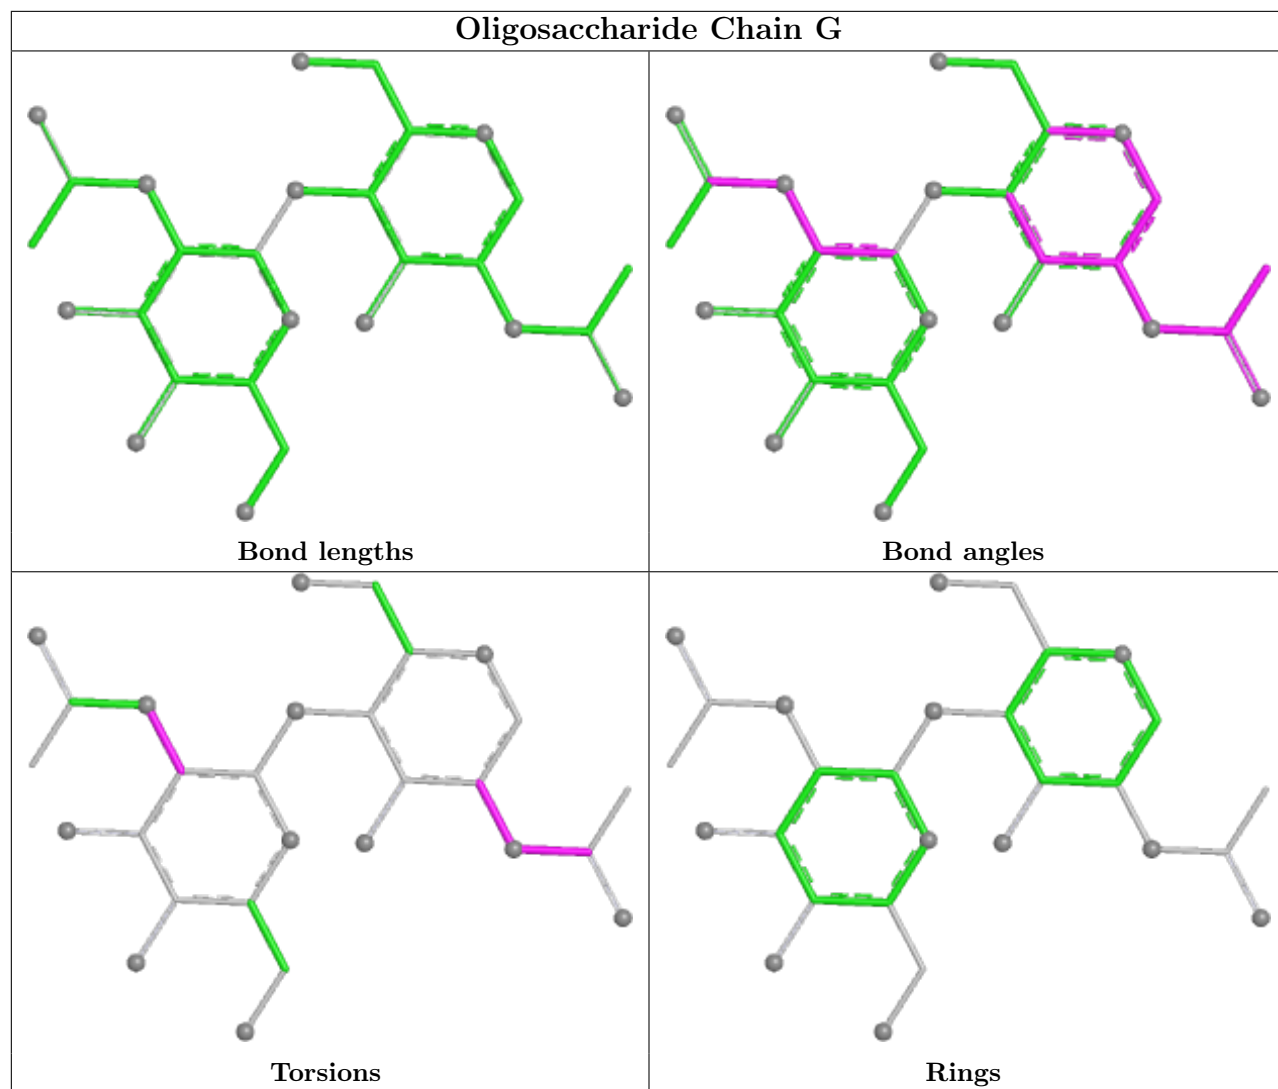 Oligosaccharide Chain G
Bond lengths
Bond angles
Torsions
Rings